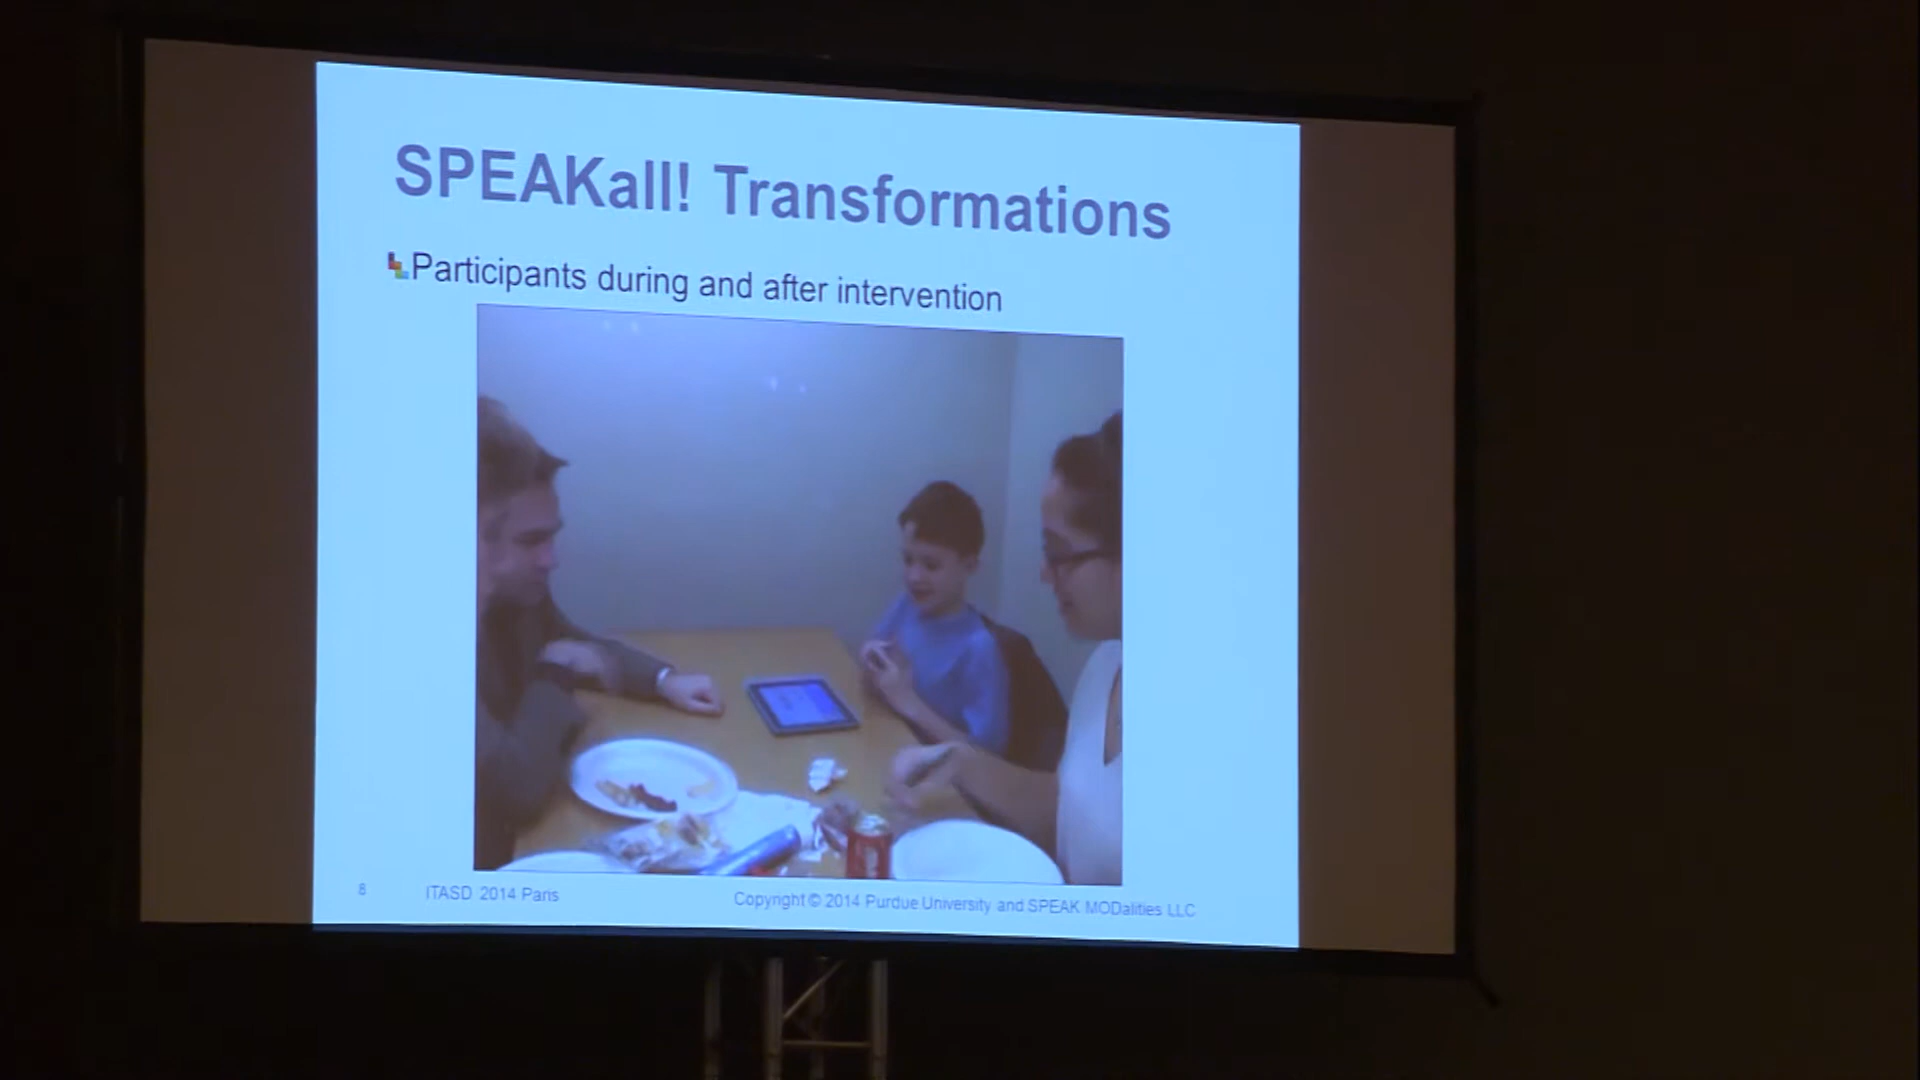 SPEAKall! Transformations
Participants during and after intervention
8
ITASD 2014 Paris
Copyright © 2014 Purdue University and SPEAK MODalities LLC